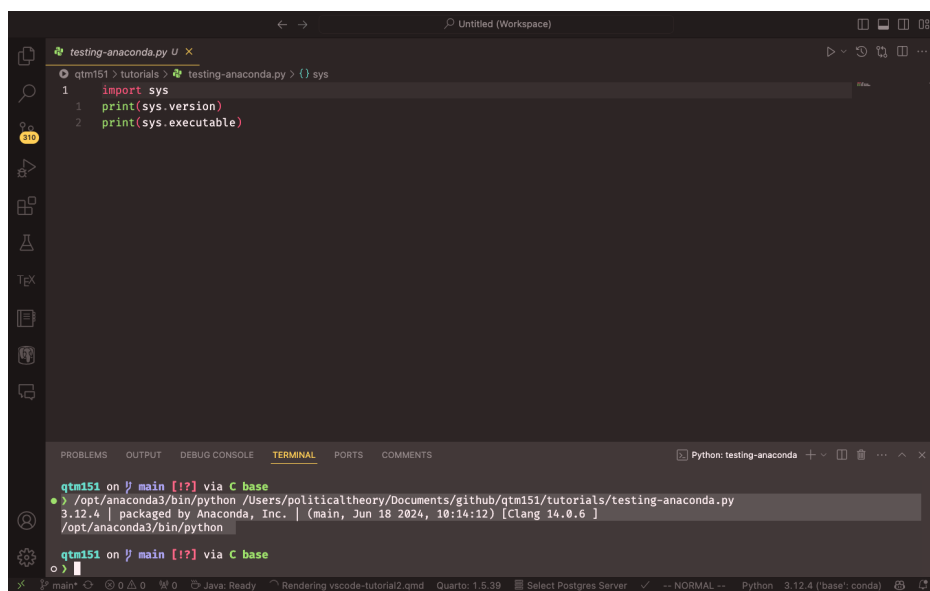 ← → Untitled (Workspace)
testing-anaconda.py U ×
qtm151 > tutorials > testing-anaconda.py > {} sys
1 import sys
1 print(sys.version)
2 print(sys.executable)
310
TEX
PROBLEMS OUTPUT DEBUG CONSOLE TERMINAL PORTS COMMENTS Python: testing-anaconda
qtm151 on main [!?] via C base
❯ /opt/anaconda3/bin/python /Users/politicaltheory/Documents/github/qtm151/tutorials/testing-anaconda.py
3.12.4 | packaged by Anaconda, Inc. | (main, Jun 18 2024, 10:14:12) [Clang 14.0.6 ]
/opt/anaconda3/bin/python
qtm151 on main [!?] via C base
❯
main* 0 0 0 Java: Ready Rendering vscode-tutorial2.qmd Quarto: 1.5.39 Select Postgres Server -- NORMAL -- Python 3.12.4 ('base': conda)